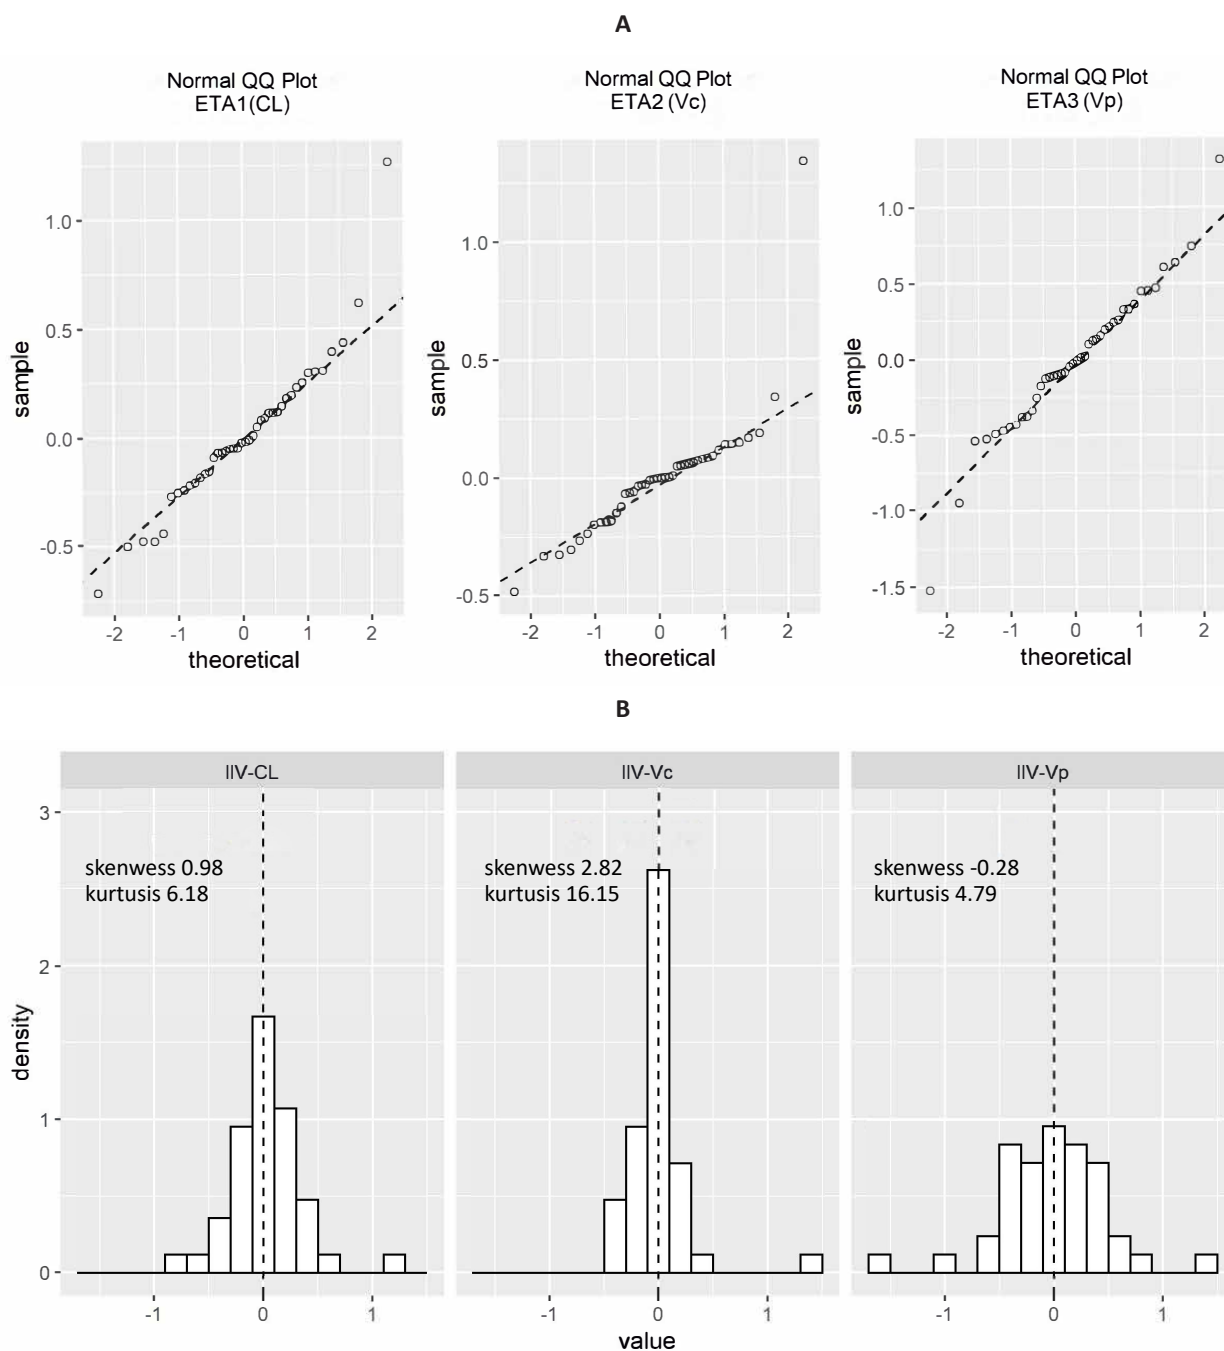 A
Normal QQ Plot
ETA1(CL)
Normal QQ Plot
ETA2 (Vc)
Normal QQ Plot
ETA3 (Vp)
sample
1.0
0.5
0.0
-0.5
-2
-1
0
1
2
theoretical
sample
1.0
0.5
0.0
-0.5
-2
-1
0
1
2
theoretical
sample
1.0
0.5
0.0
-0.5
-1.0
-1.5
-2
-1
0
1
2
theoretical
B
IIV-CL
IIV-Vc
IIV-Vp
density
3
2
1
0
skenwess 0.98
kurtusis 6.18
skenwess 2.82
kurtusis 16.15
skenwess -0.28
kurtusis 4.79
-1
0
1
-1
0
1
-1
0
1
value